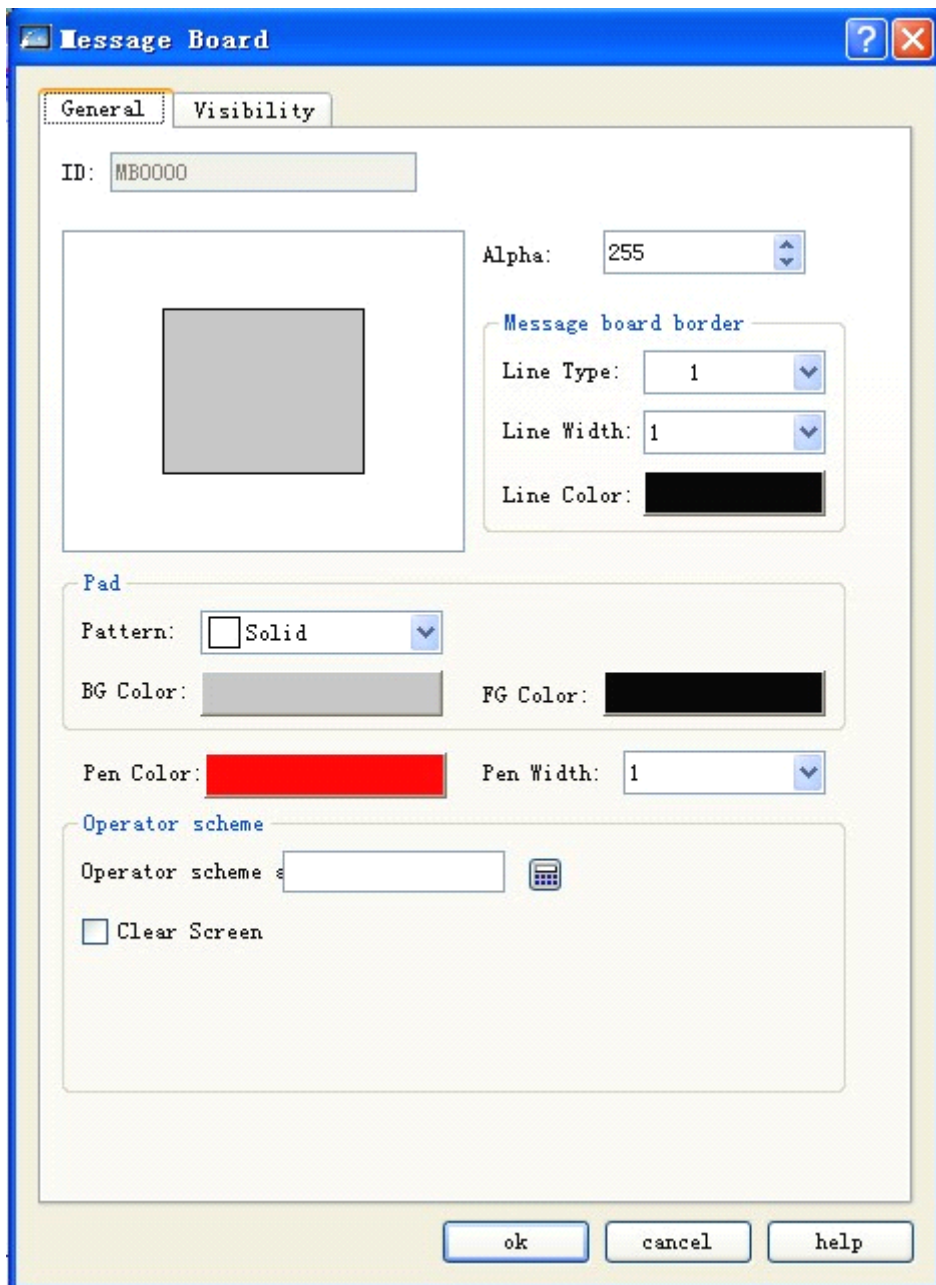 Message Board
General Visibility
ID: MB0000
Alpha: 255
Message board border
Line Type: 1
Line Width: 1
Line Color:
Pad
Pattern: Solid
BG Color: FG Color:
Pen Color: Pen Width: 1
Operator scheme
Operator scheme
Clear Screen
ok cancel help